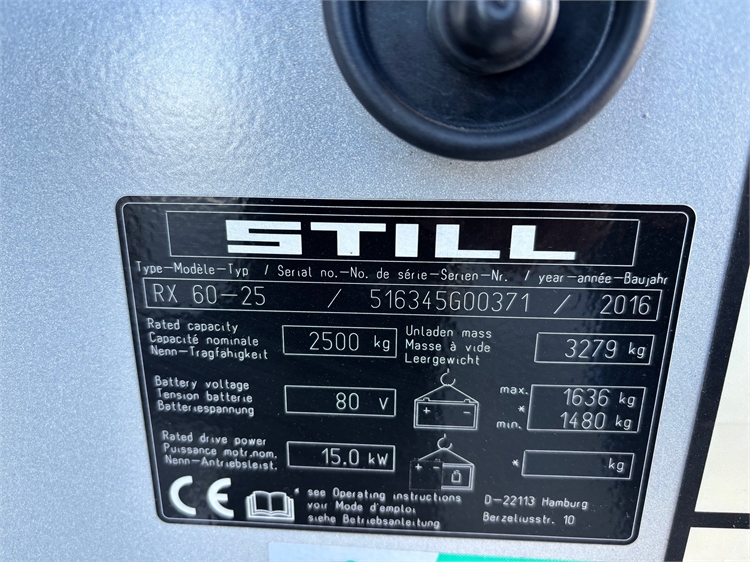 STILL
Type-Modèle-Typ / Serial no.-No. de série-Serien-Nr. / year-année-Baujahr
RX 60-25 / 516345G00371 / 2016
Rated capacity
Capacité nominale
Nenn-Tragfähigkeit
2500 kg
Unladen mass
Masse à vide
Leergewicht
3279 kg
Battery voltage
Tension batterie
Batteriespannung
80 V
+ -
max.
*
min.
1636 kg
1480 kg
Rated drive power
Puissance motr.nom.
Nenn-Antriebsleist.
15.0 kW
+ -
* kg
CE
* see Operating instructions
voir Mode d'emploi
siehe Betriebsanleitung
D-22113 Hamburg
Berzeliusstr. 10